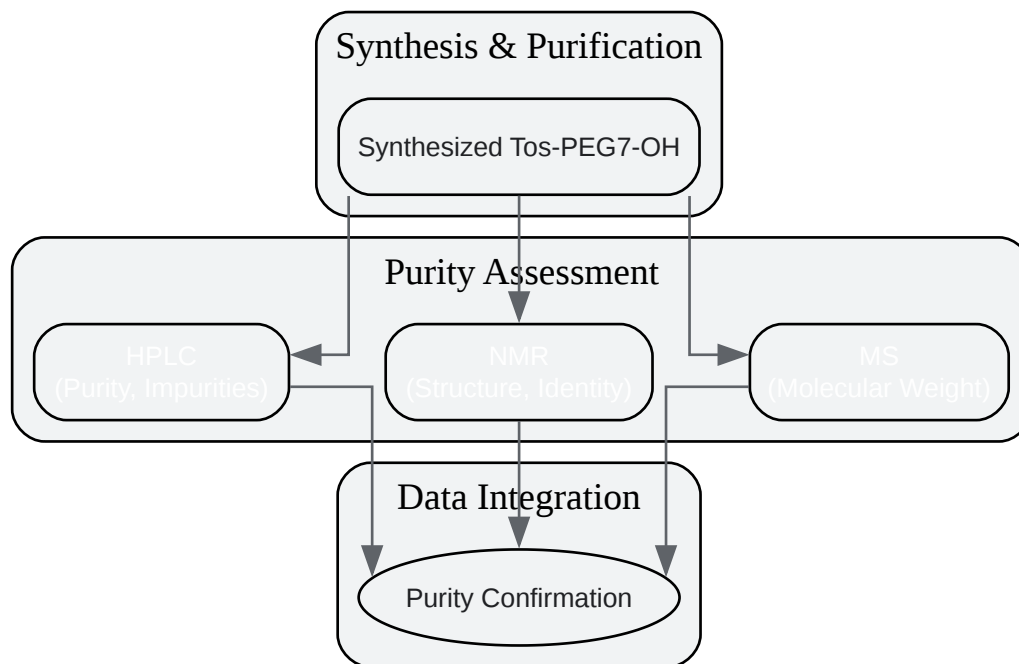 Synthesis & Purification
Synthesized Tos-PEG7-OH
Purity Assessment
HPLC
(Purity, Impurities)
NMR
(Structure, Identity)
MS
(Molecular Weight)
Data Integration
Purity Confirmation